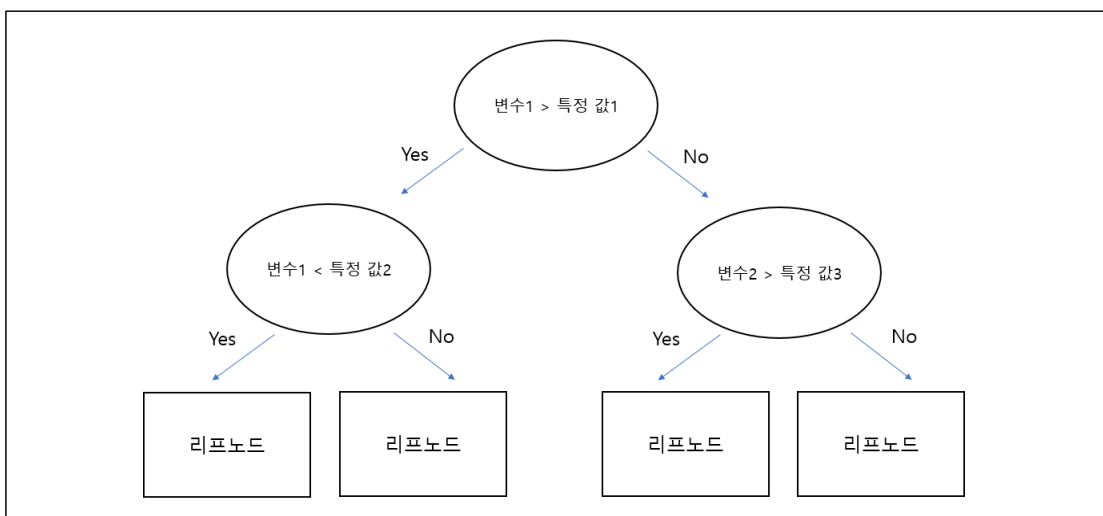 변수1 > 특정 값1
Yes
No
변수1 < 특정 값2
변수2 > 특정 값3
Yes
No
Yes
No
리프노드
리프노드
리프노드
리프노드